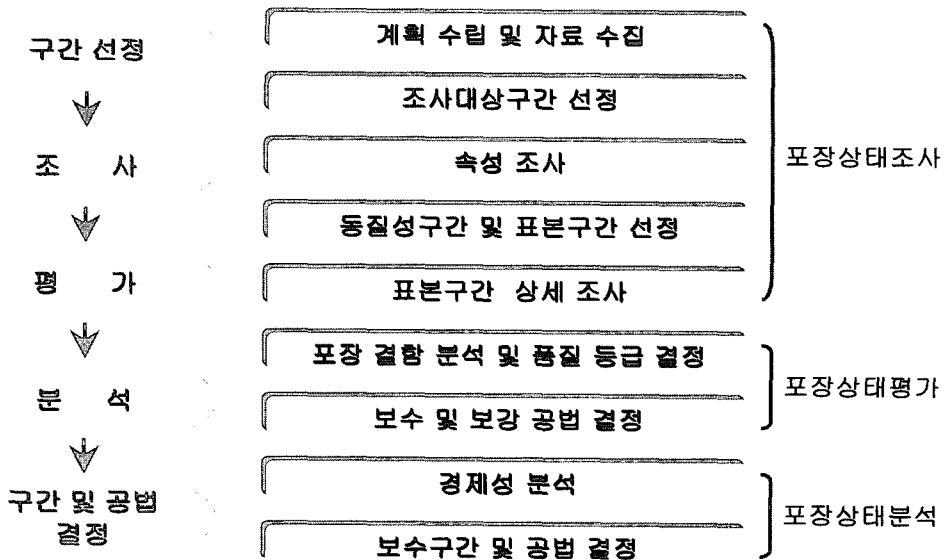 구간 선정
조 사
평 가
분 석
구간 및 공법
결정
계획 수립 및 자료 수집
조사대상구간 선정
속성 조사
동질성구간 및 표본구간 선정
표본구간 상세 조사
포장 결함 분석 및 품질 등급 결정
보수 및 보강 공법 결정
경제성 분석
보수구간 및 공법 결정
포장상태조사
포장상태평가
포장상태분석